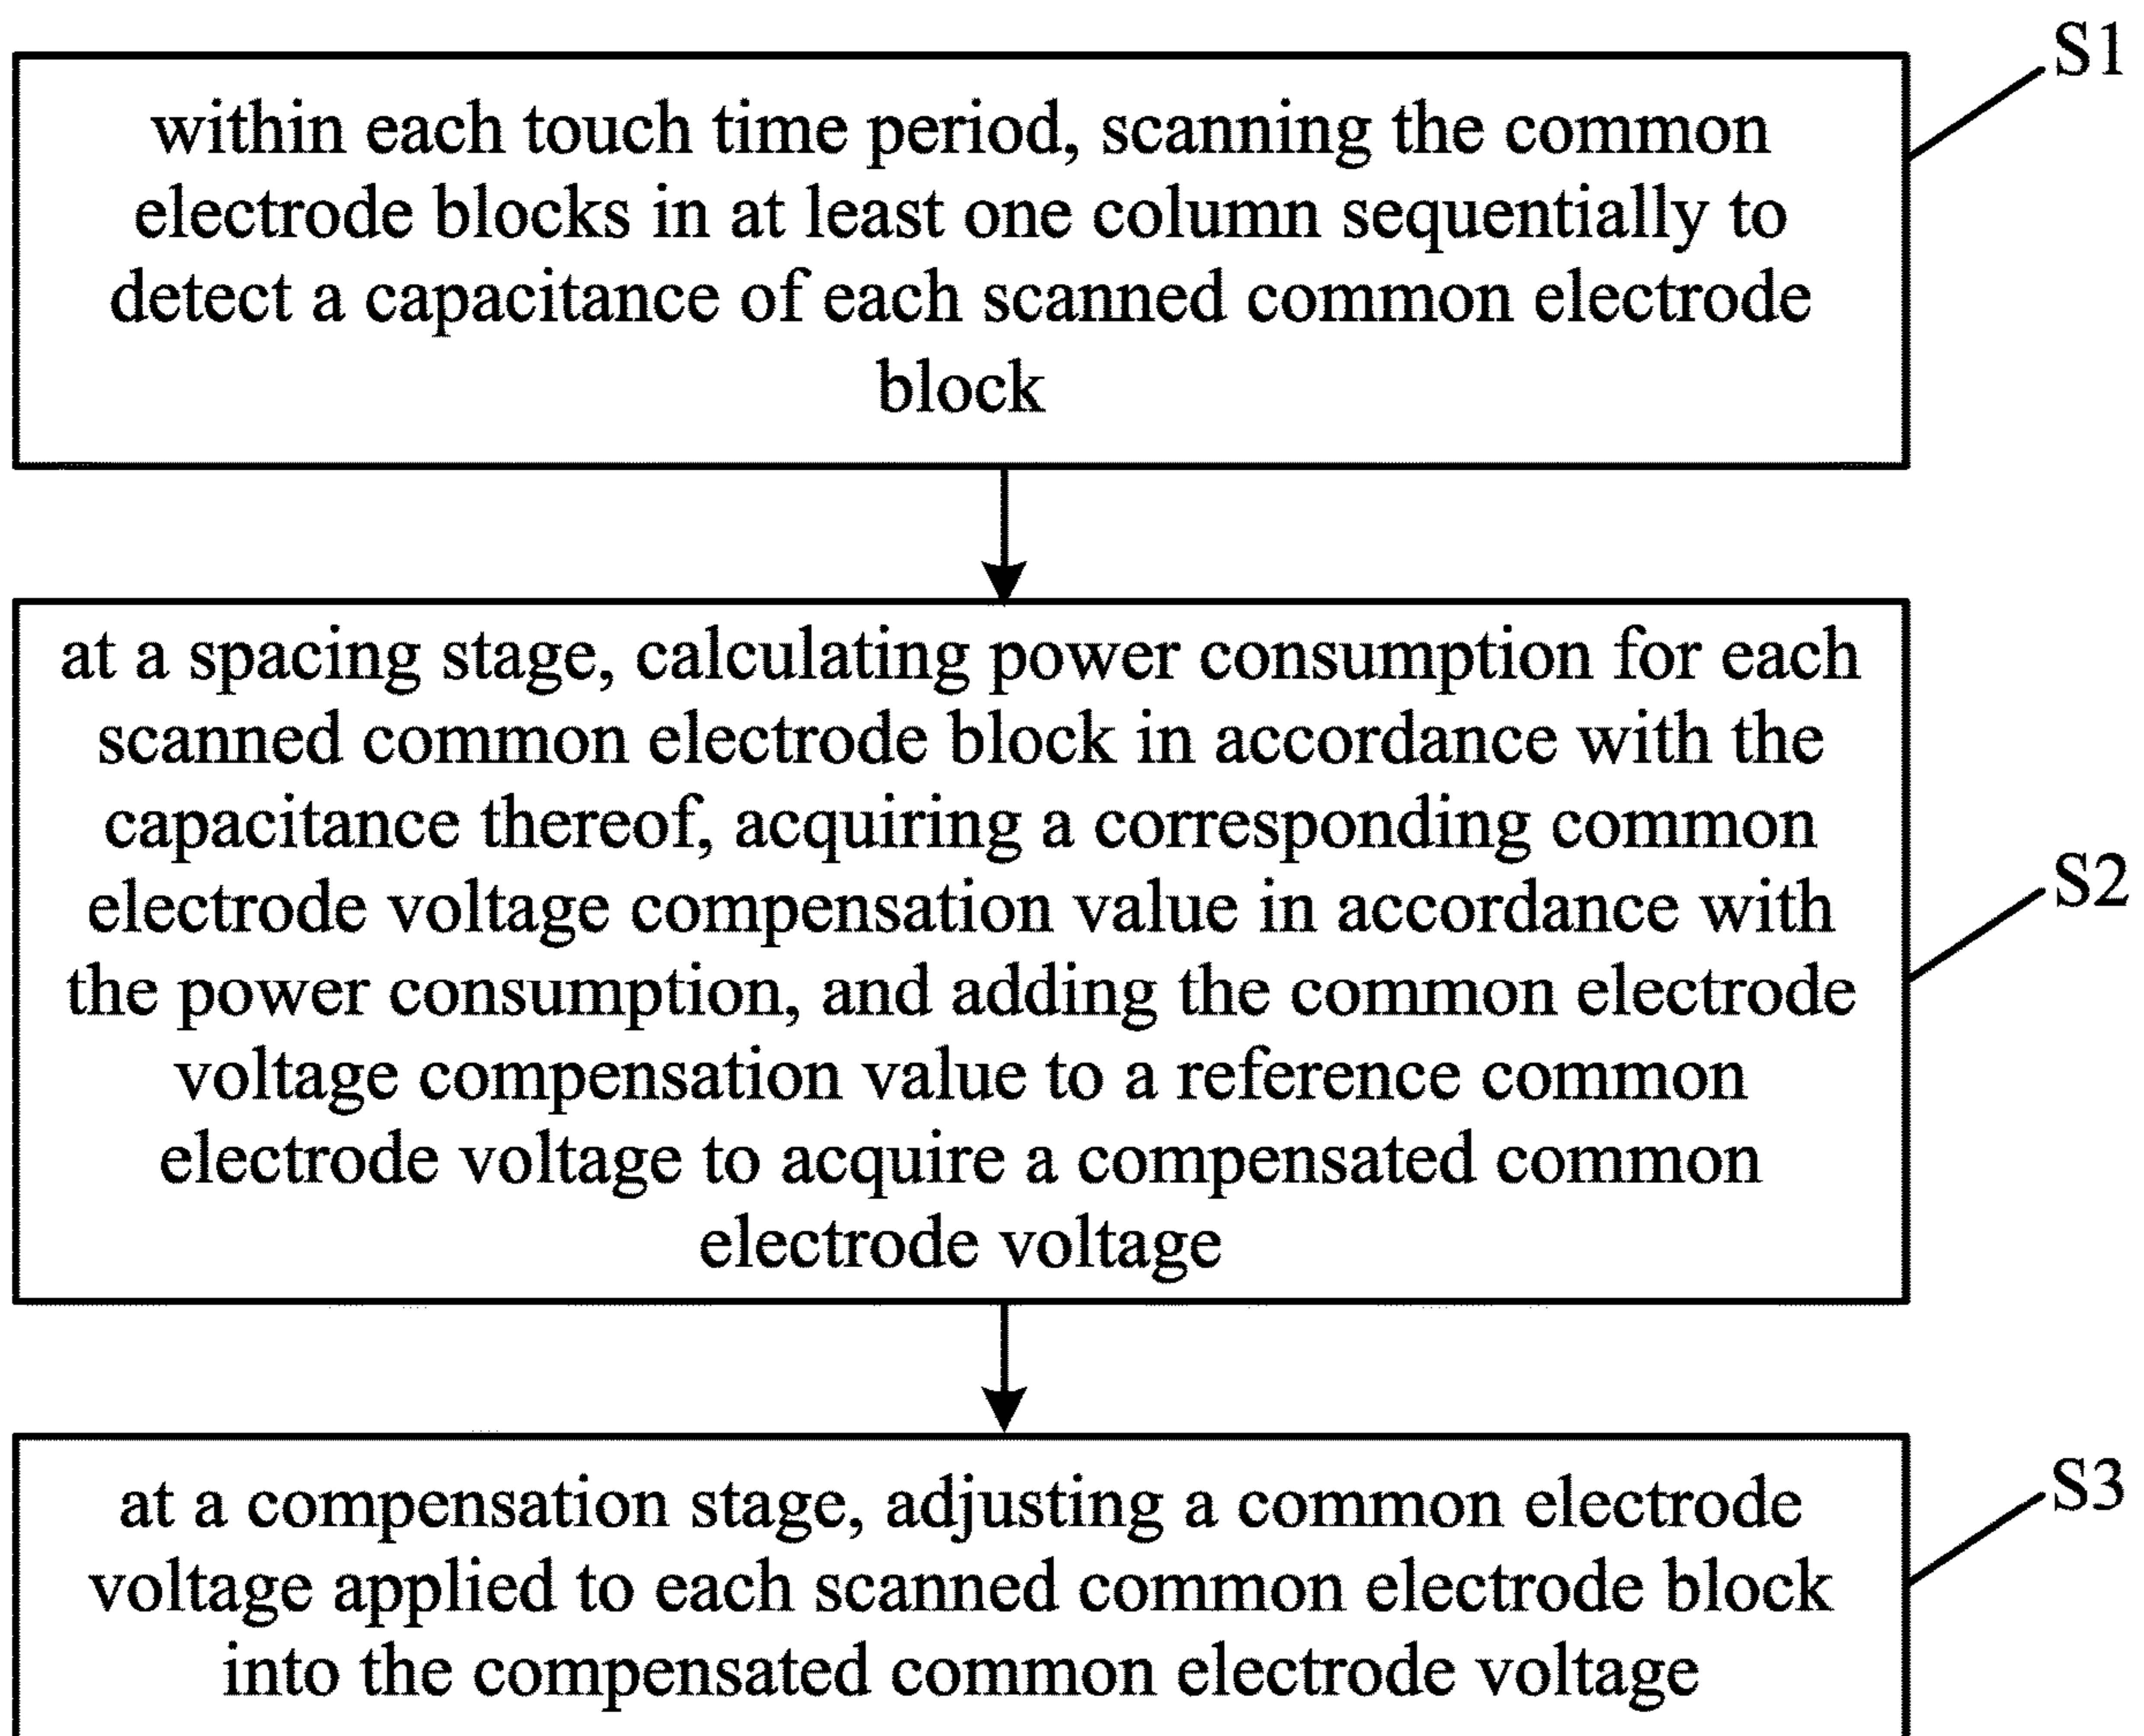 S1
within each touch time period, scanning the common
electrode blocks in at least one column sequentially to
detect a capacitance of each scanned common electrode
block
at a spacing stage, calculating power consumption for each
scanned common electrode block in accordance with the
capacitance thereof, acquiring a corresponding common
electrode voltage compensation value in accordance with
the power consumption, and adding the common electrode
voltage compensation value to a reference common
electrode voltage to acquire a compensated common
electrode voltage
S2
at a compensation stage, adjusting a common electrode
voltage applied to each scanned common electrode block
into the compensated common electrode voltage
S3